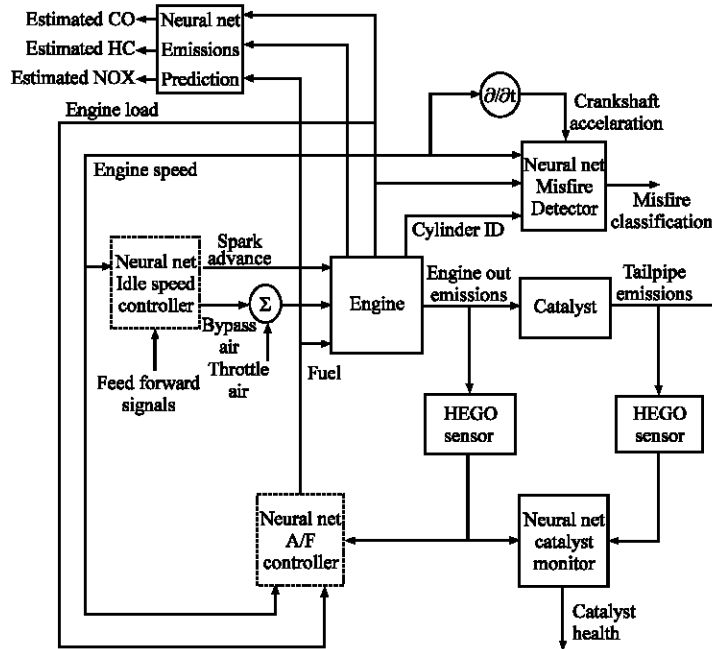 Estimated CO
Estimated HC
Estimated NOX
Neural net
Emissions
Prediction
Engine load
∂/∂t
Crankshaft
accelaration
Engine speed
Neural net
Misfire
Detector
Misfire
classification
Cylinder ID
Neural net
Idle speed
controller
Spark
advance
Σ
Bypass
air
Throttle
air
Feed forward
signals
Engine
Fuel
Engine out
emissions
Catalyst
Tailpipe
emissions
HEGO
sensor
HEGO
sensor
Neural net
A/F
controller
Neural net
catalyst
monitor
Catalyst
health